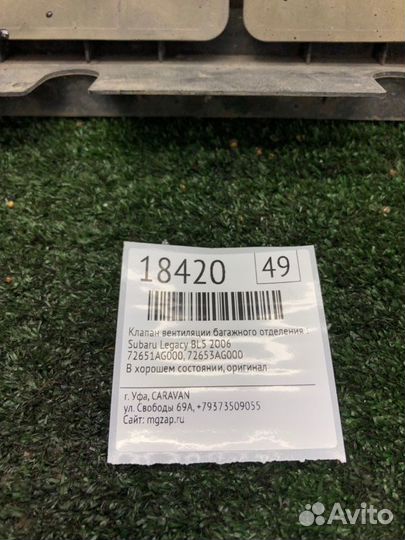 18420 49
Клапан вентиляции багажного отделения
Subaru Legacy BL5 2006
72651AG000, 72653AG000
В хорошем состоянии, оригинал
г. Уфа, CARAVAN
ул. Свободы 69А, +79373509055
Сайт: mgzap.ru
Avito